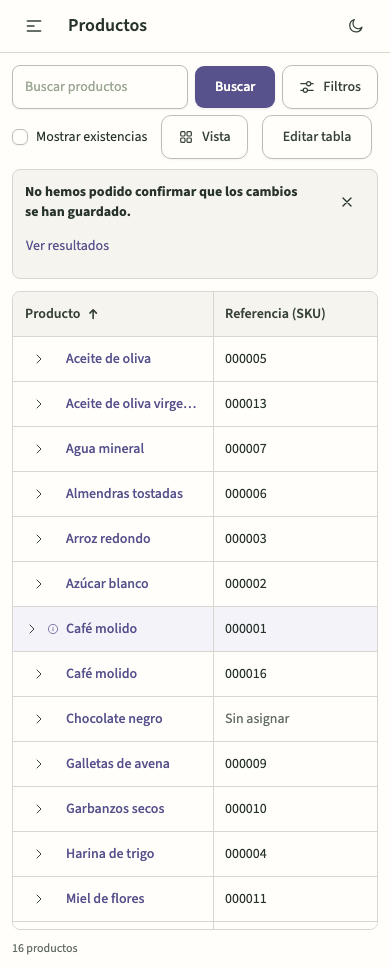 Productos
Buscar productos
Buscar
Filtros
Mostrar existencias
Vista
Editar tabla
No hemos podido confirmar que los cambios
se han guardado.
Ver resultados
Producto
Referencia (SKU)
Aceite de oliva
000005
Aceite de oliva virge…
000013
Agua mineral
000007
Almendras tostadas
000006
Arroz redondo
000003
Azúcar blanco
000002
Café molido
000001
Café molido
000016
Chocolate negro
Sin asignar
Galletas de avena
000009
Garbanzos secos
000010
Harina de trigo
000004
Miel de flores
000011
16 productos